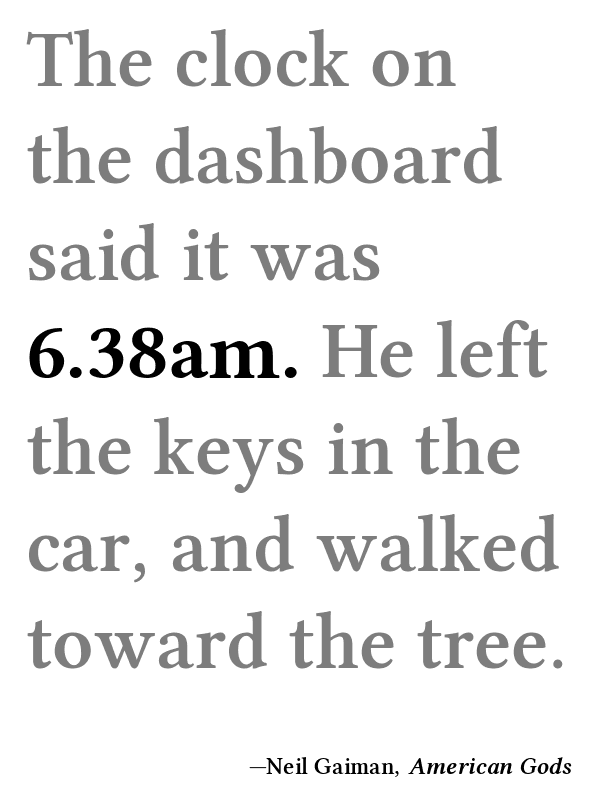 The clock on
the dashboard
said it was
6.38am. He left
the keys in the
car, and walked
toward the tree.
—Neil Gaiman, American Gods